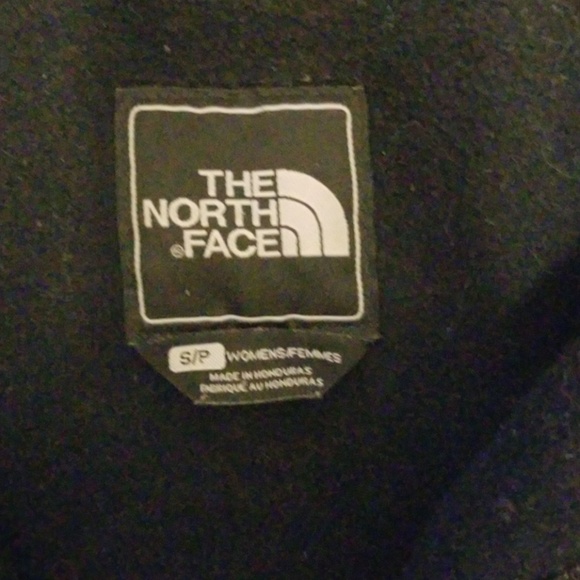 THE
NORTH
®FACE
S/P WOMENS/FEMMES
MADE IN HONDURAS
FABRIQUÉ AU HONDURAS